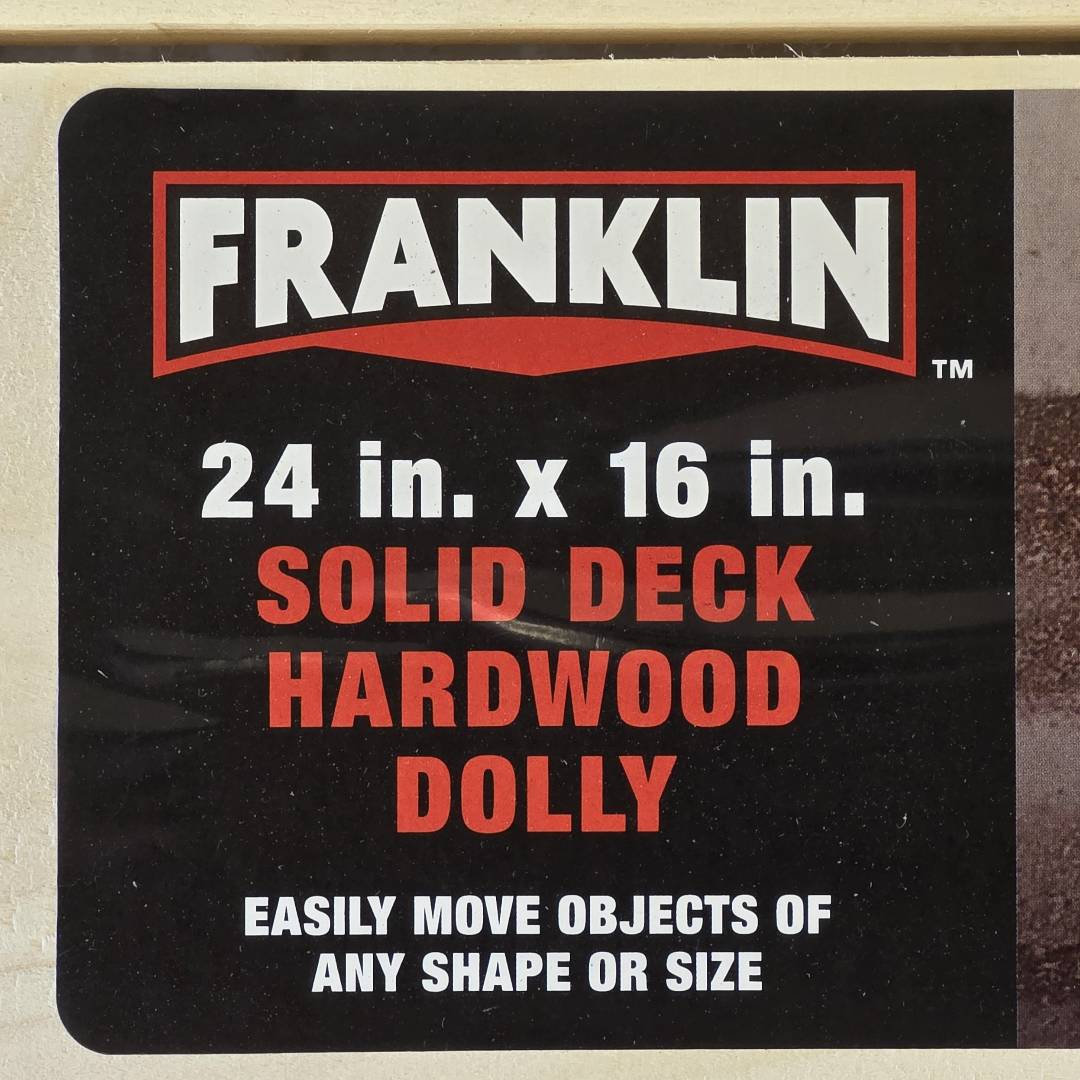 FRANKLIN
TM
24 in. x 16 in.
SOLID DECK
HARDWOOD
DOLLY
EASILY MOVE OBJECTS OF
ANY SHAPE OR SIZE